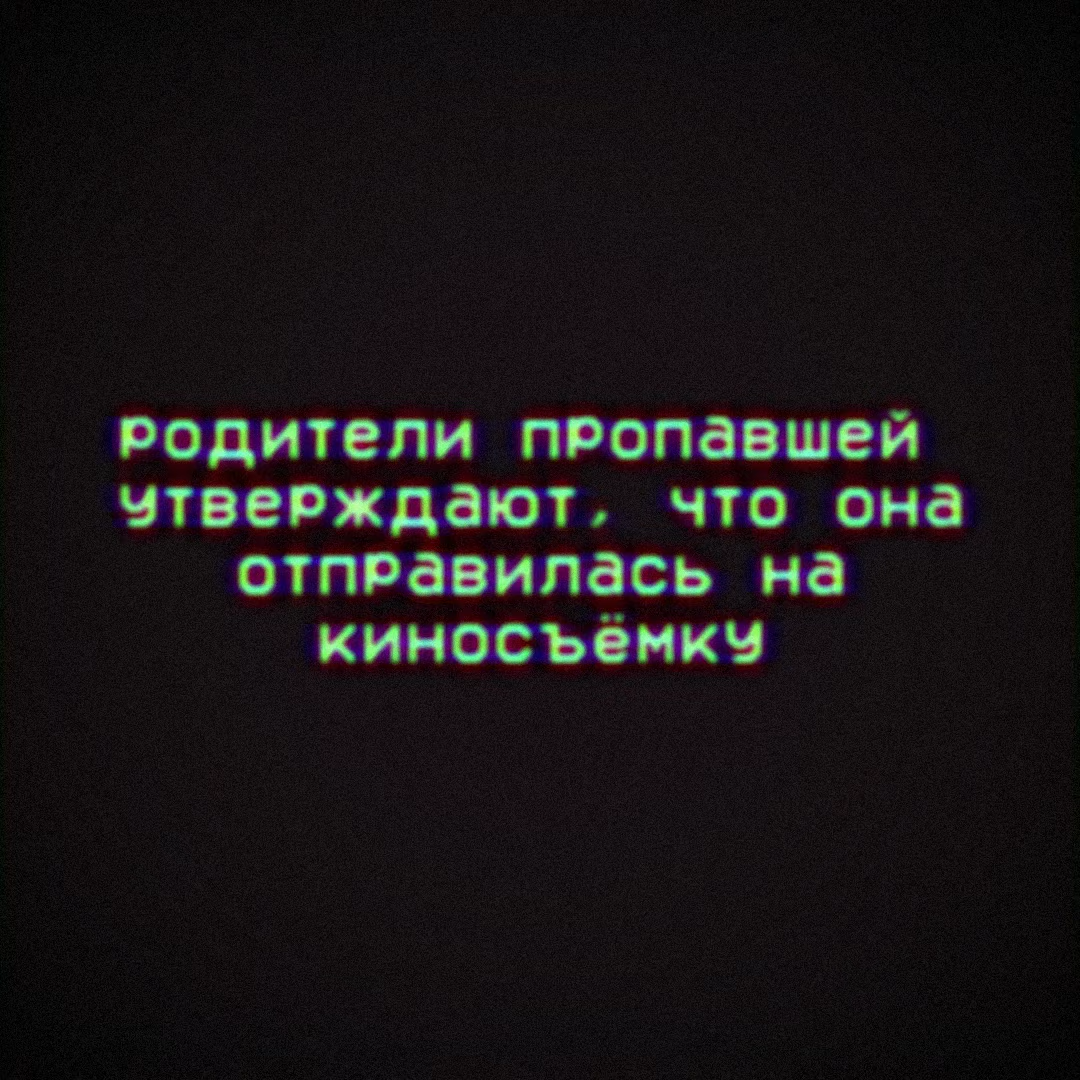 родители пропавшей
утверждают, что она
отправилась на
киносъёмку